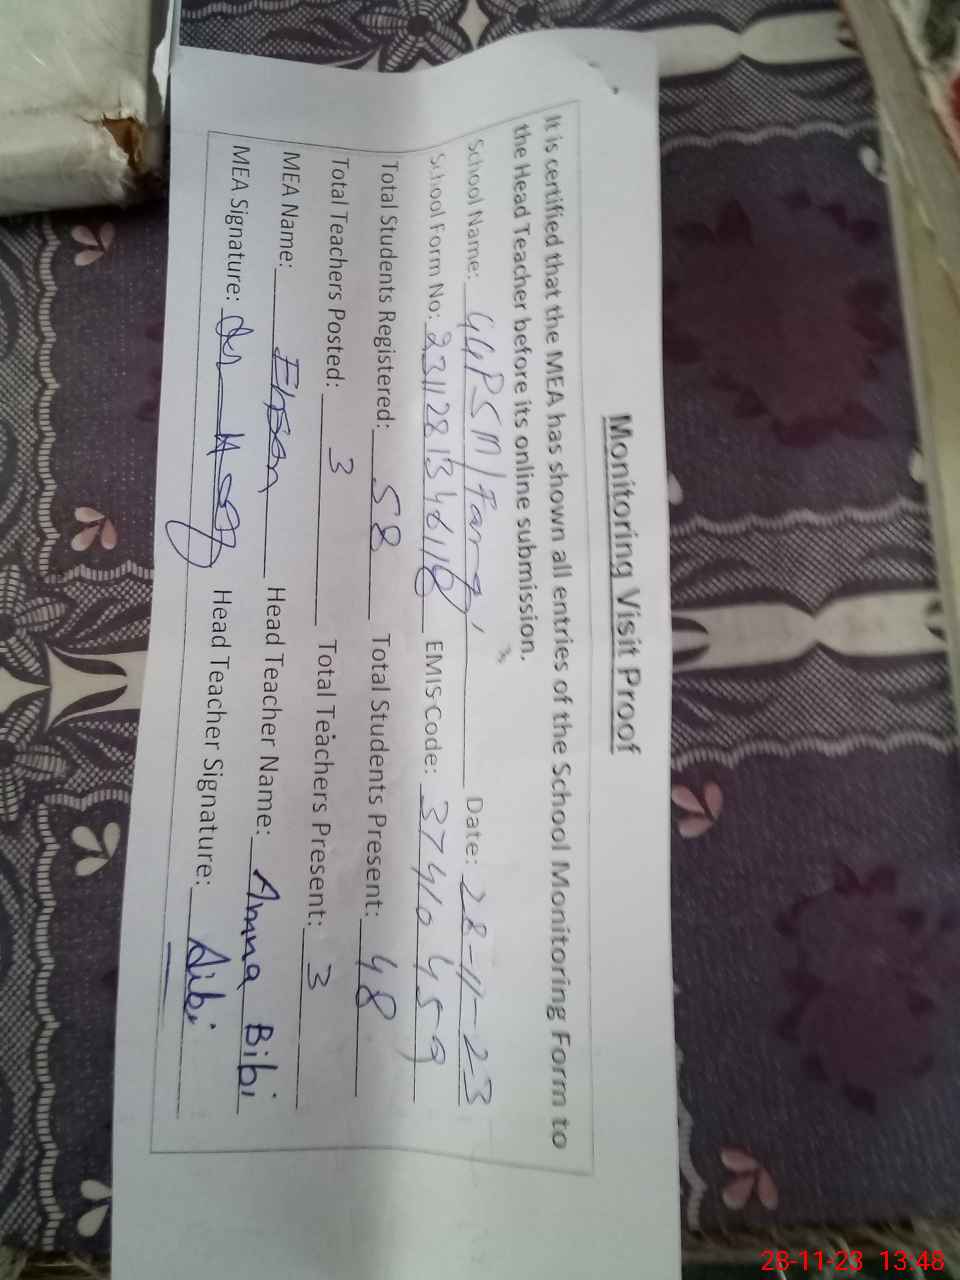 Monitoring Visit Proof
It is certified that the MEA has shown all entries of the School Monitoring Form to
the Head Teacher before its online submission.
School Name: Date: 28-11-23
School Form No: EMIS Code: 37410459
Total Students Registered: 58 Total Students Present: 48
Total Teachers Posted: 3 Total Teachers Present: 3
MEA Name: Ehsan Head Teacher Name: Amna Bibi
MEA Signature: Head Teacher Signature: Aibi
28-11-23 13:48